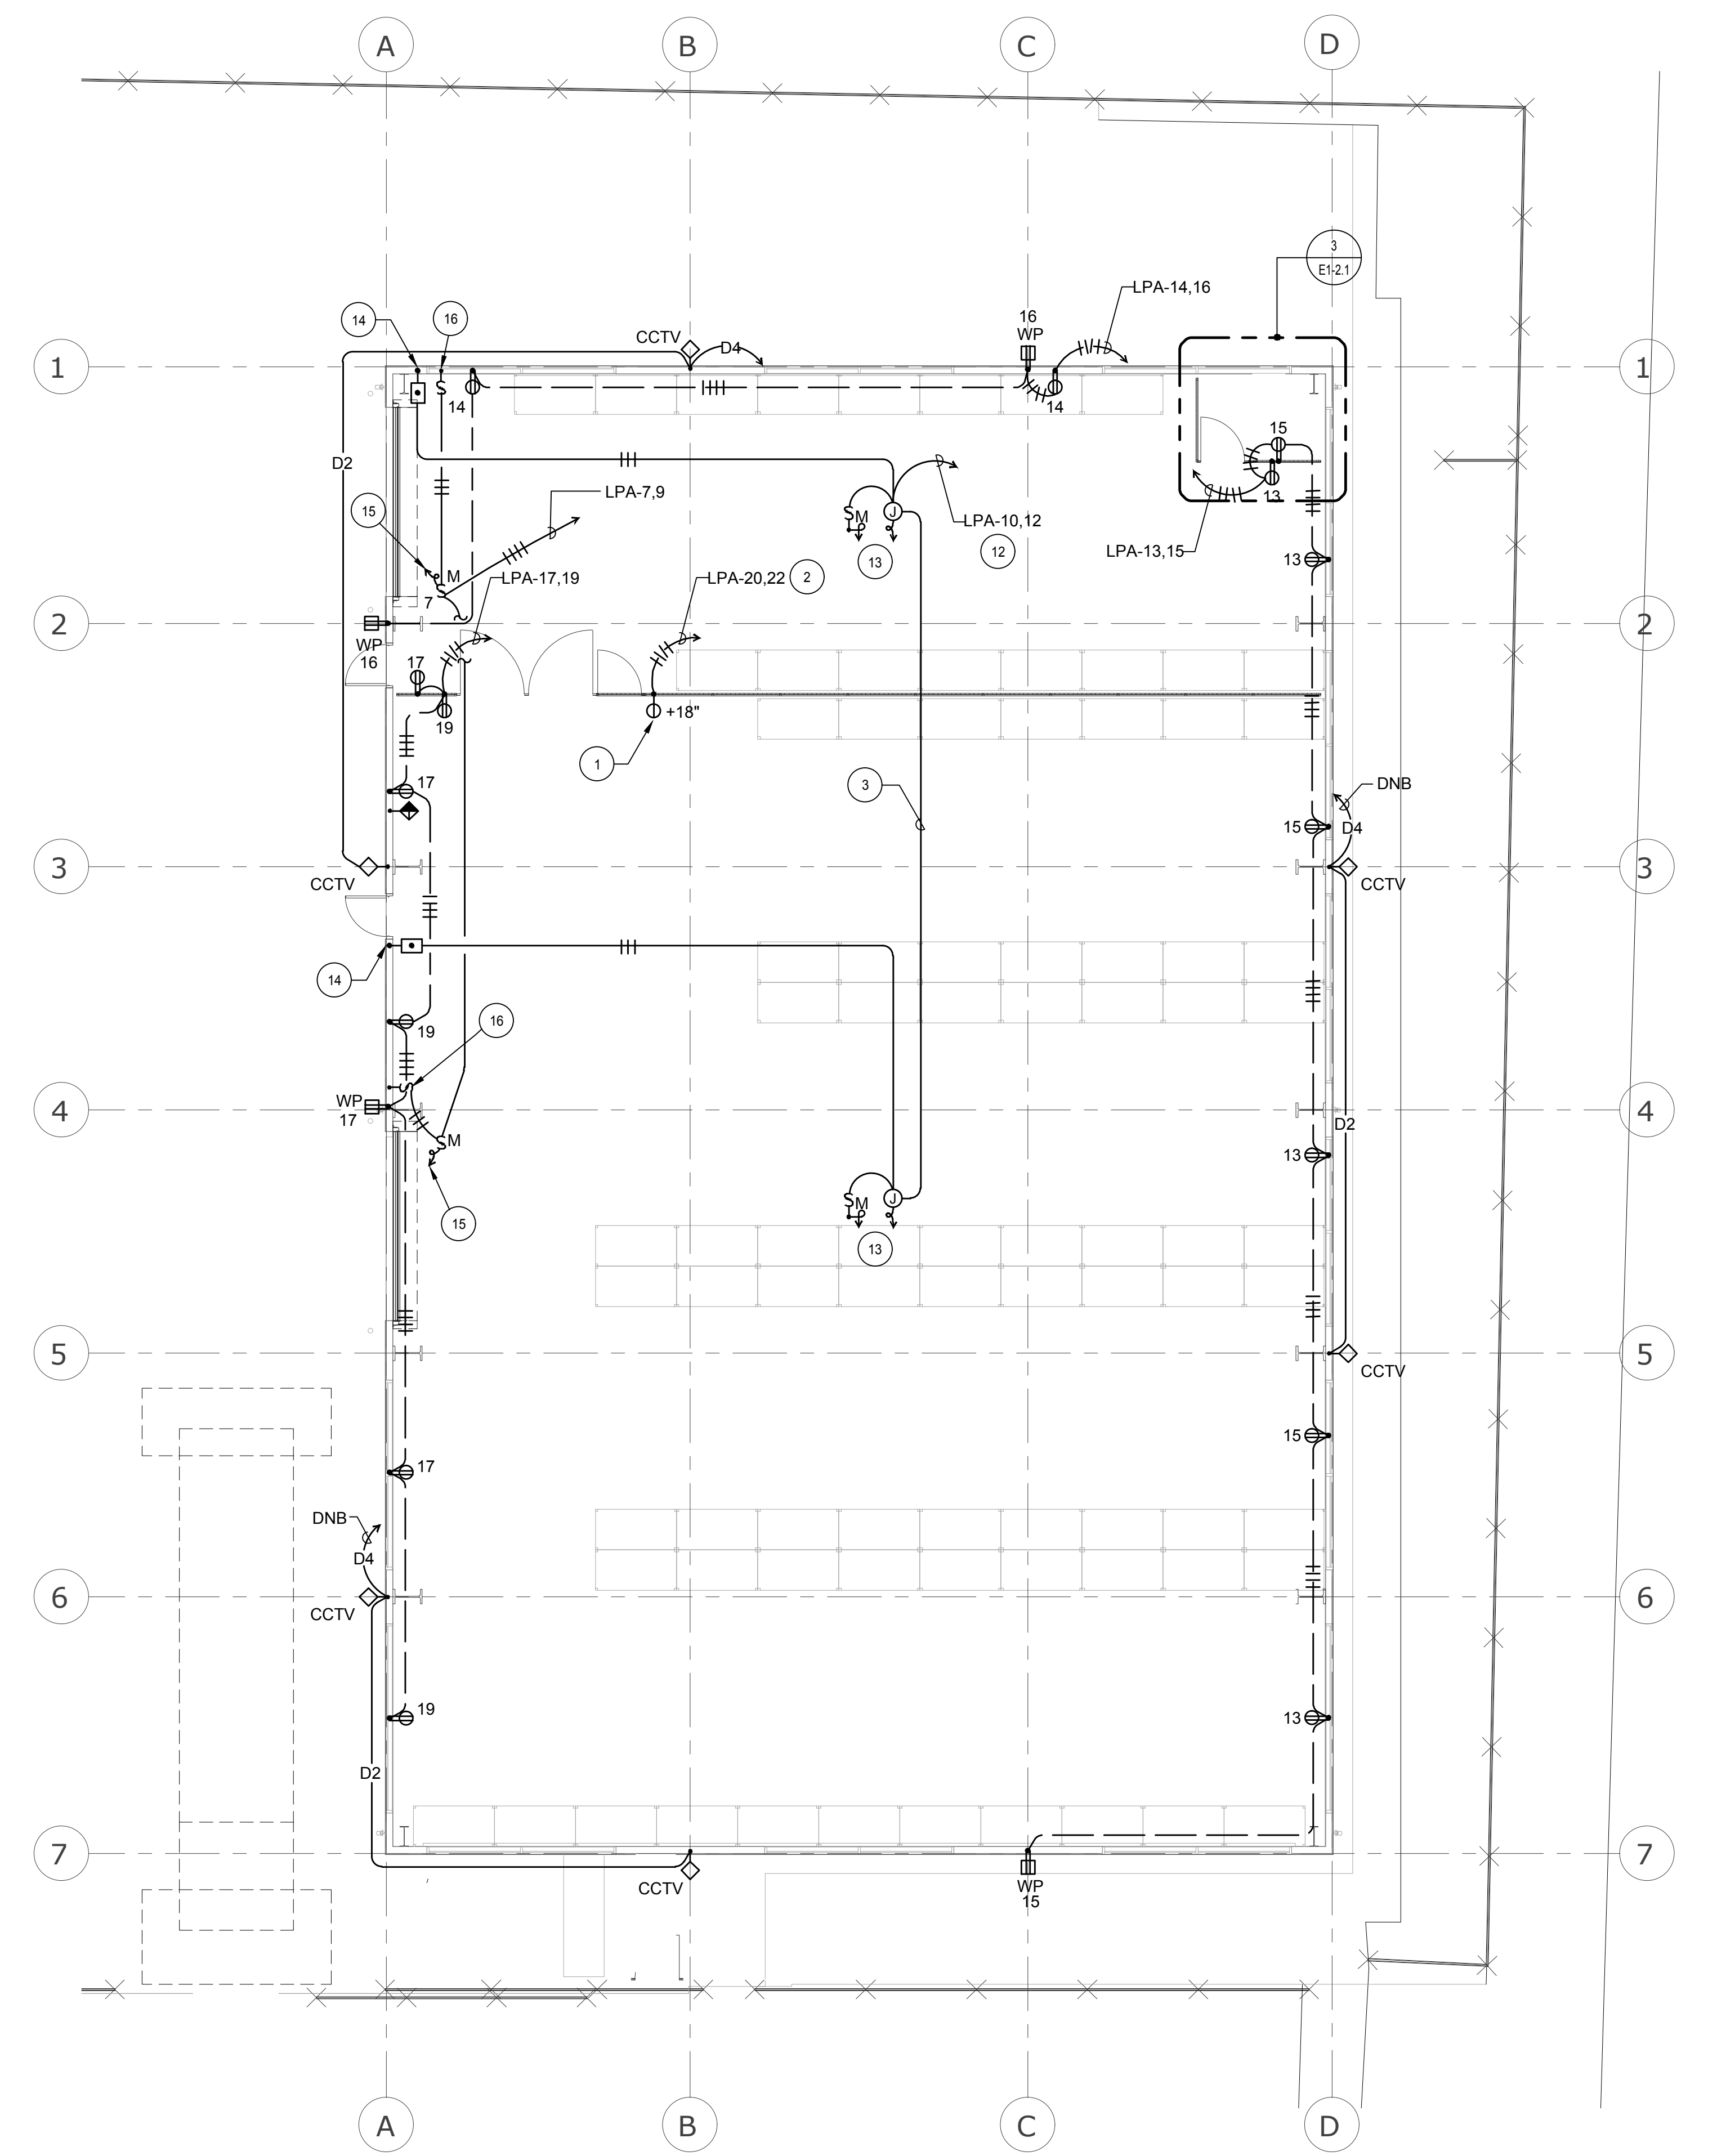 A
B
C
D
3
E1-2.1
LPA-14,16
14
16
16
WP
CCTV
D4
1
1
S
14
14
D2
15
15
13
LPA-7,9
S
M
J
LPA-10,12
12
13
LPA-13,15
13
M
S
7
LPA-17,19
LPA-20,22
2
2
2
WP
16
17
19
+18"
1
17
3
DNB
15
D4
3
3
CCTV
CCTV
14
19
16
S
4
4
WP
17
D2
S
M
13
15
S
M
J
13
5
5
CCTV
15
17
DNB
D4
6
6
CCTV
19
13
D2
7
7
CCTV
WP
15
A
B
C
D